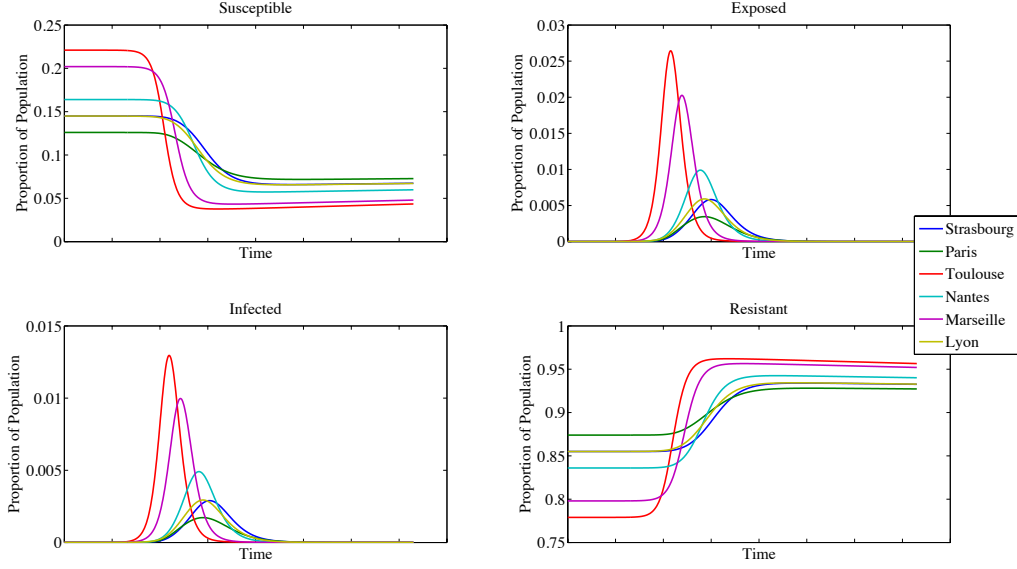 Susceptible
0.25
0.2
0.15
0.1
0.05
0
Proportion of Population
Time
Exposed
0.03
0.025
0.02
0.015
0.01
0.005
0
Proportion of Population
Time
Strasbourg
Paris
Toulouse
Nantes
Marseille
Lyon
Infected
0.015
0.01
0.005
0
Proportion of Population
Time
Resistant
1
0.95
0.9
0.85
0.8
0.75
Proportion of Population
Time